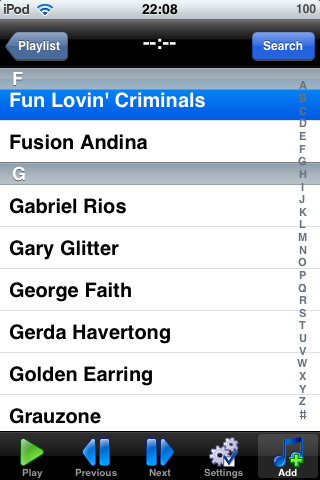 iPod 22:08 100
Playlist --:-- Search
F
Fun Lovin' Criminals
Fusion Andina
G
Gabriel Rios
Gary Glitter
George Faith
Gerda Havertong
Golden Earring
Grauzone
A
B
C
D
E
F
G
H
I
J
K
L
M
N
O
P
Q
R
S
T
U
V
W
X
Y
Z
#
Play Previous Next Settings Add